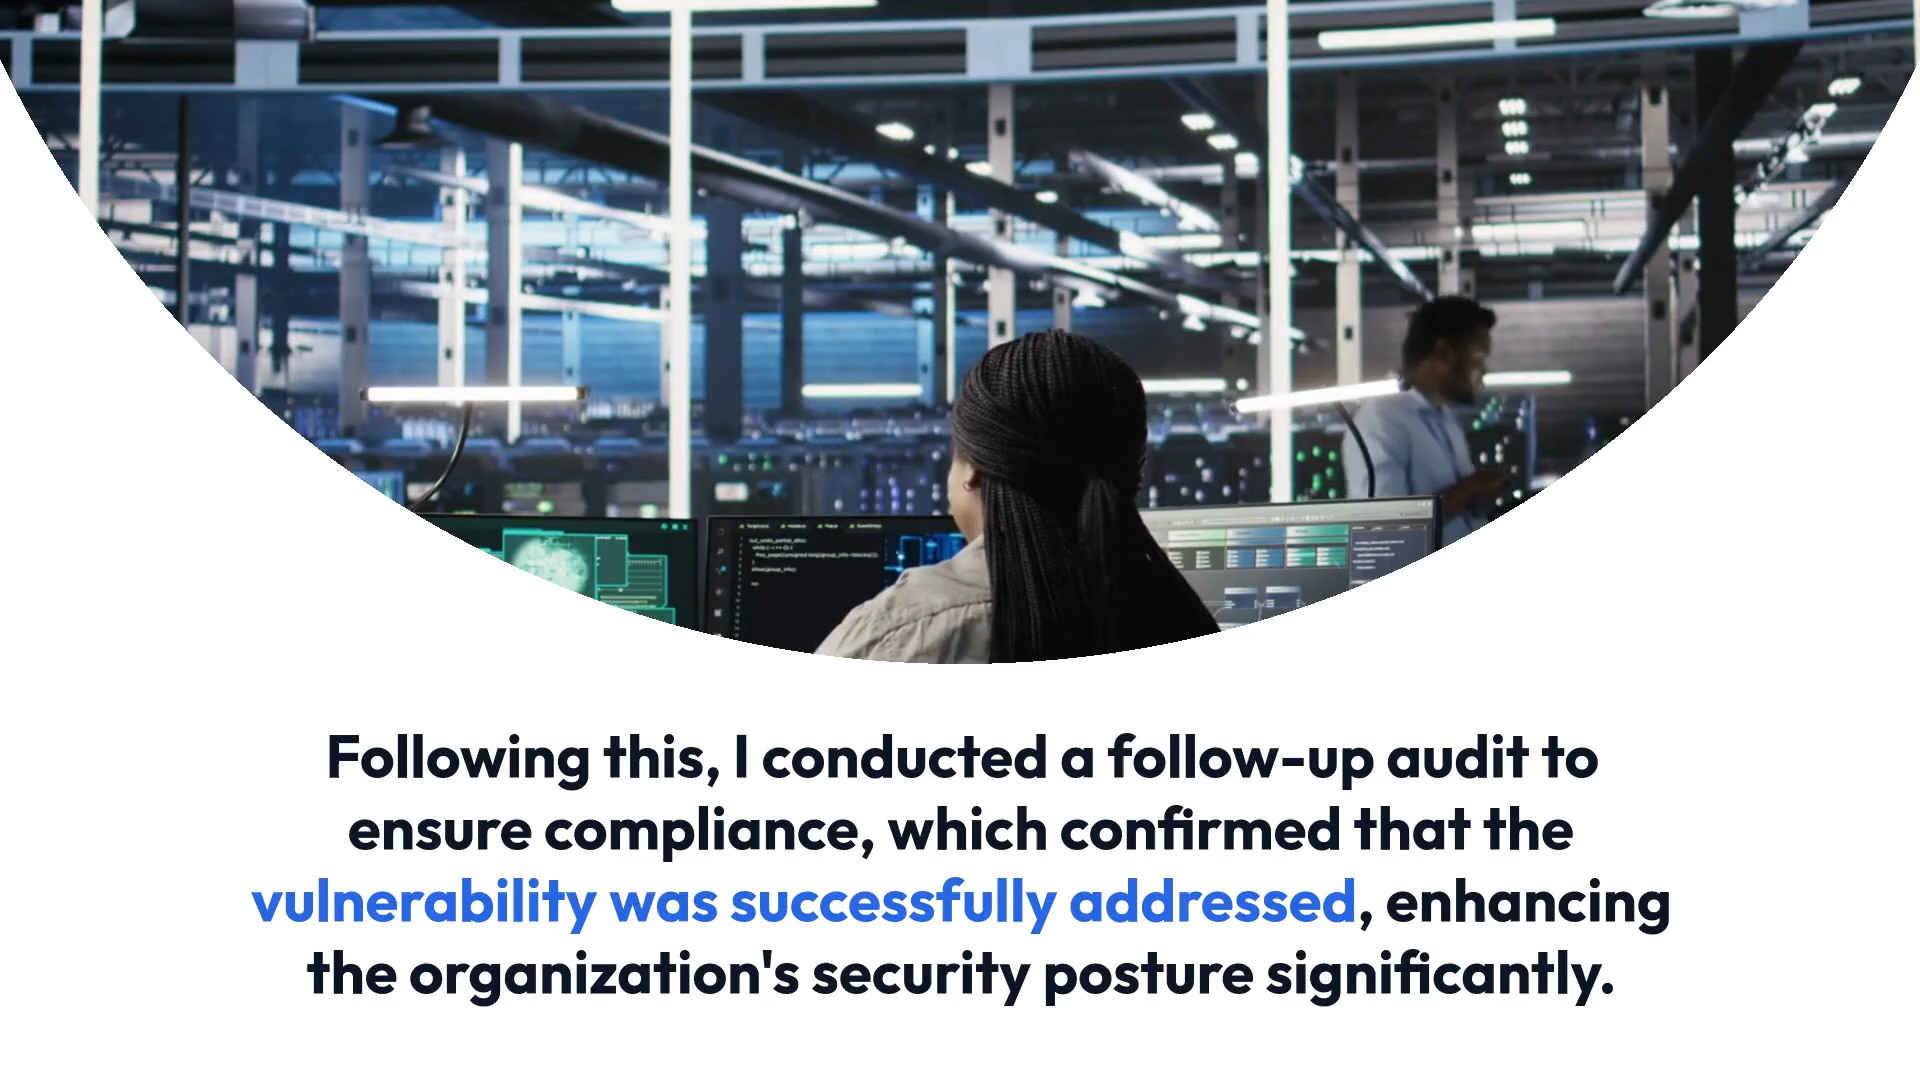 Following this, I conducted a follow-up audit to
ensure compliance, which confirmed that the
vulnerability was successfully addressed, enhancing
the organization's security posture significantly.